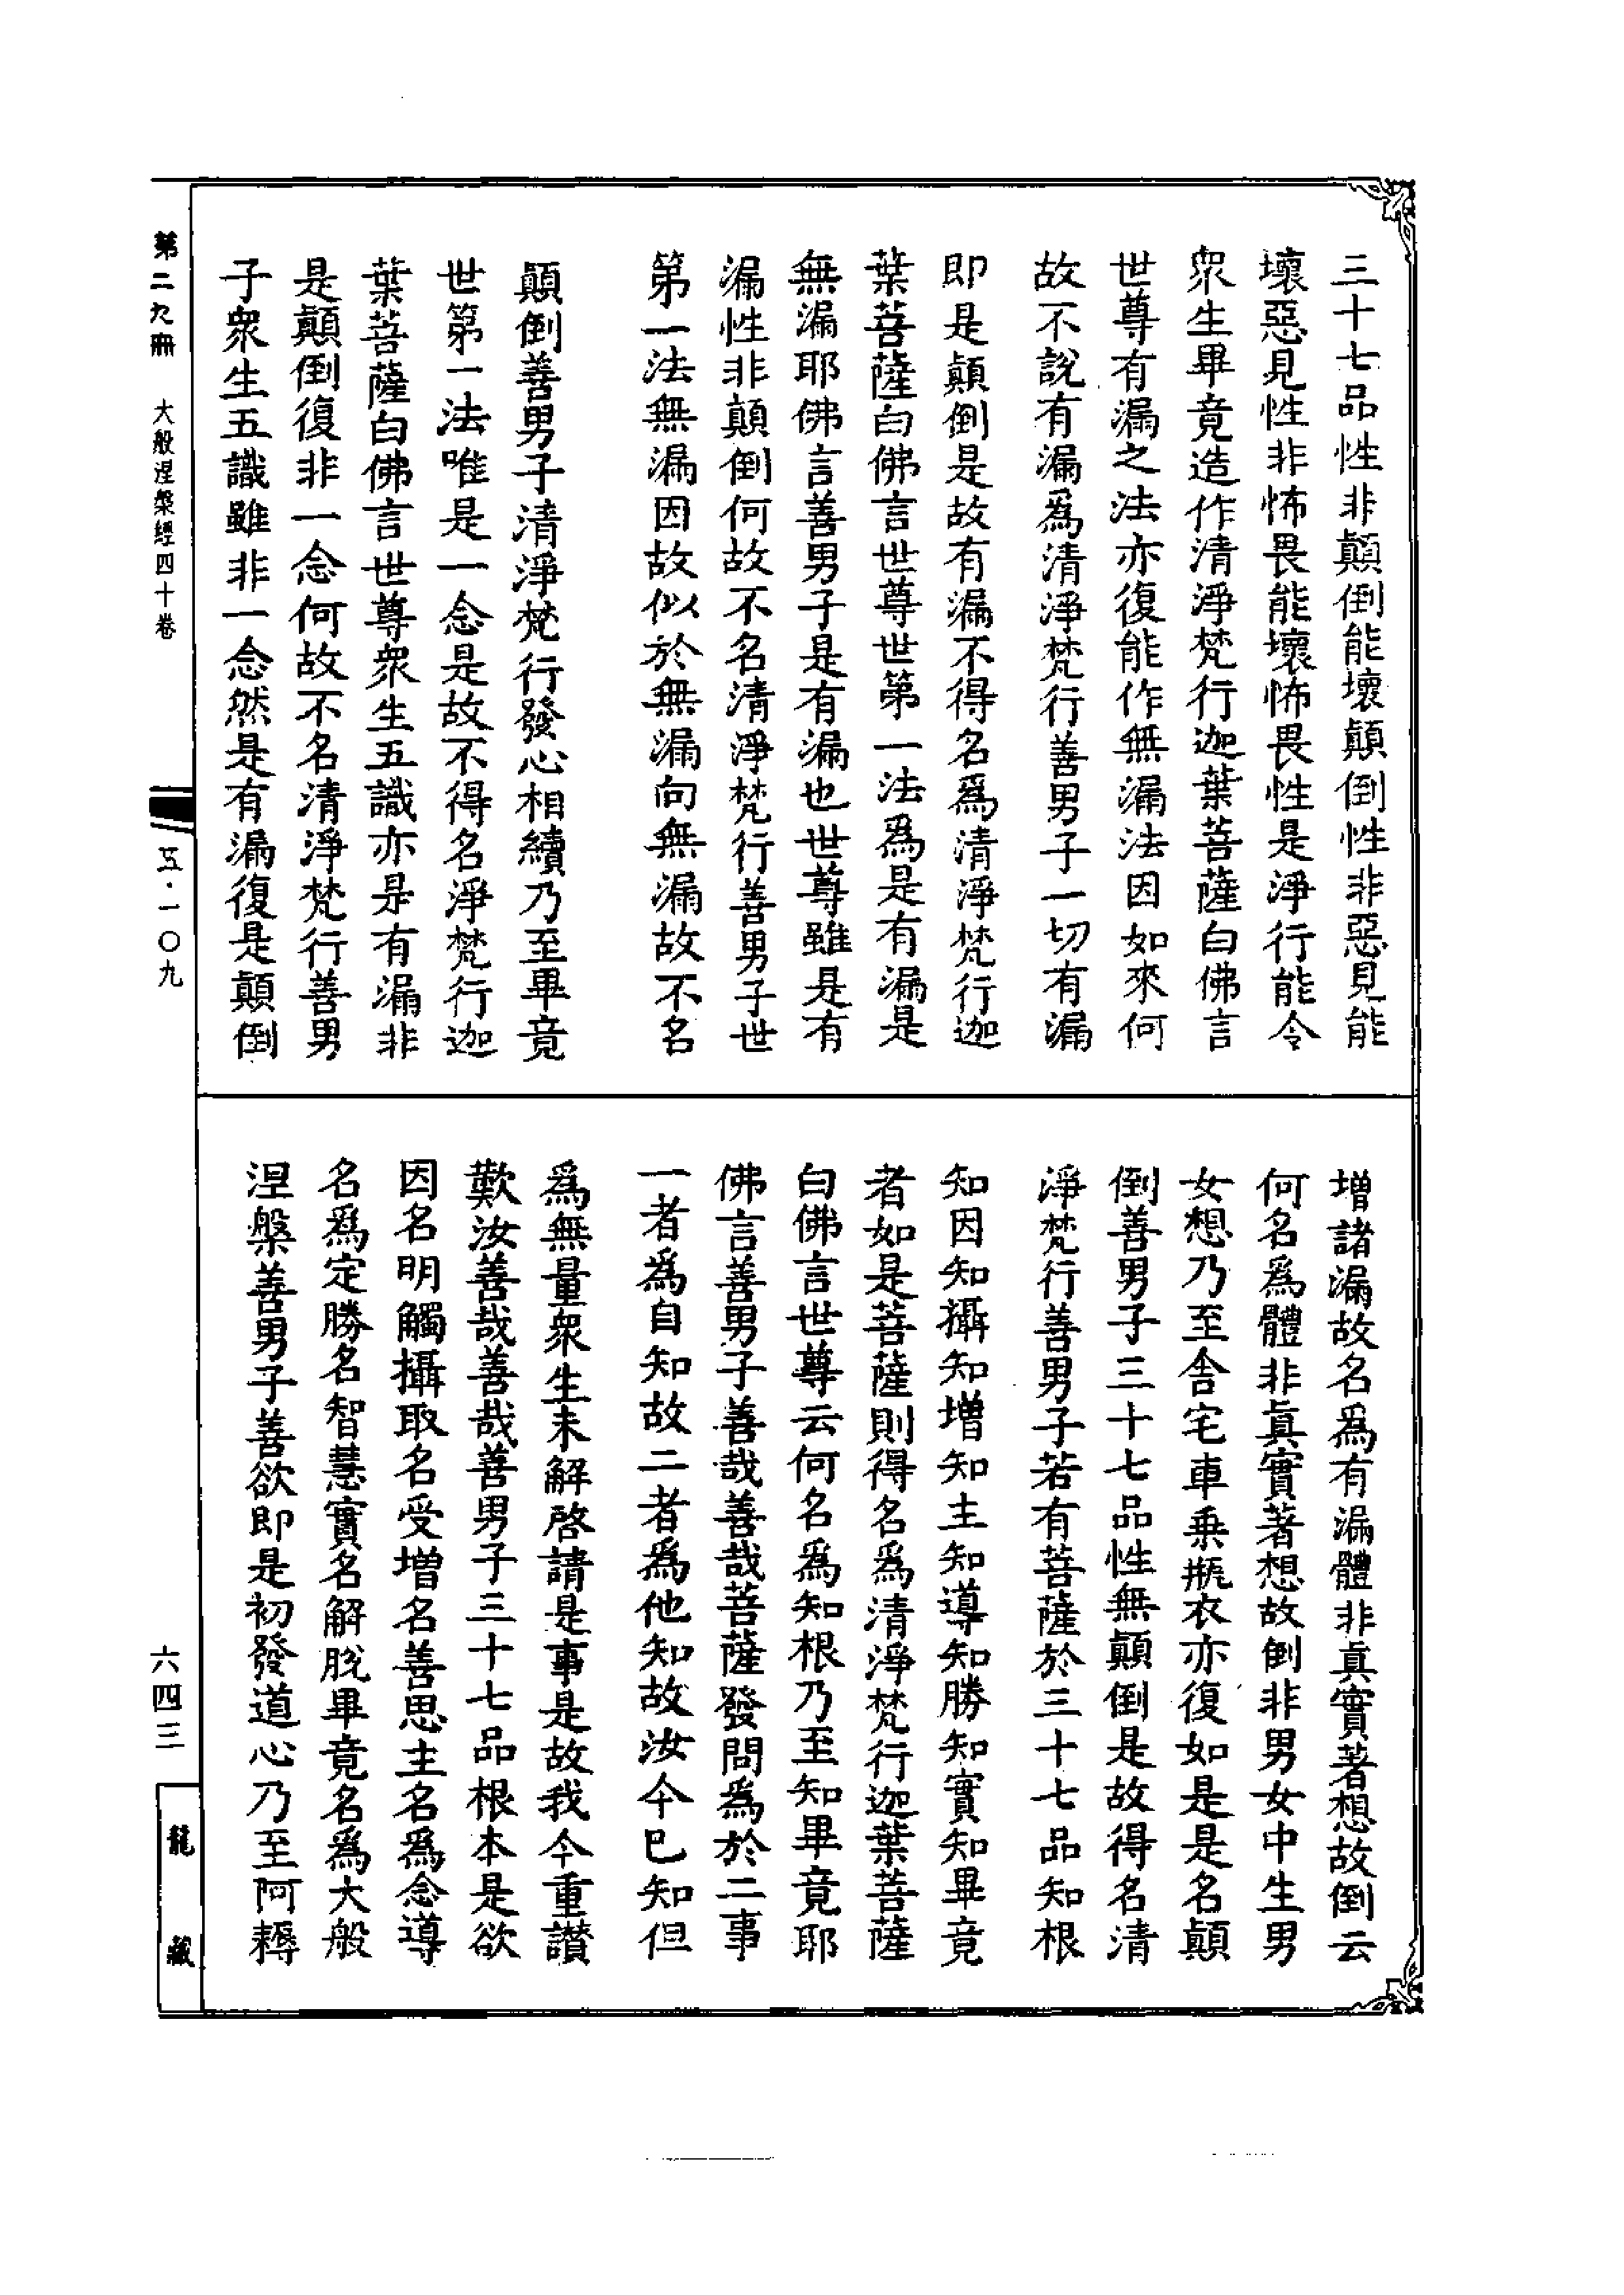 三十七品性非顛倒能壞顛倒性非惡見能
壞惡見性非怖畏能壞怖畏性是淨行能令
衆生畢竟造作清淨梵行迦葉菩薩白佛言
世尊有漏之法亦復能作無漏法因如來何
故不說有漏爲清淨梵行善男子一切有漏
即是顛倒是故有漏不得名爲清淨梵行迦
葉菩薩白佛言世尊世第一法爲是有漏是
無漏耶佛言善男子是有漏也世尊雖是有
漏性非顛倒何故不名清淨梵行善男子世
第一法無漏因故似於無漏向無漏故不名
顛倒善男子清淨梵行發心相續乃至畢竟
世第一法唯是一念是故不得名淨梵行迦
葉菩薩白佛言世尊衆生五識亦是有漏非
是顛倒復非一念何故不名清淨梵行善男
子衆生五識雖非一念然是有漏復是顛倒
增諸漏故名爲有漏體非真實著想故倒云
何名爲體非真實著想故倒非男女中生男
女想乃至舍宅車乘瓶衣亦復如是是名顛
倒善男子三十七品性無顛倒是故得名清
淨梵行善男子若有菩薩於三十七品知根
知因知攝知增知主知導知勝知實知畢竟
者如是菩薩則得名爲清淨梵行迦葉菩薩
白佛言世尊云何名爲知根乃至知畢竟耶
佛言善男子善哉善哉菩薩發問爲於二事
一者爲自知故二者爲他知故汝今已知但
爲無量衆生未解啓請是事是故我今重讚
歎汝善哉善哉善男子三十七品根本是欲
因名明觸攝取名受增名善思主名爲念導
名爲定勝名智慧實名解脫畢竟名爲大般
涅槃善男子善欲即是初發道心乃至阿耨
第二九冊 大般涅槃經四十卷
五·一〇九
六四三
龍藏